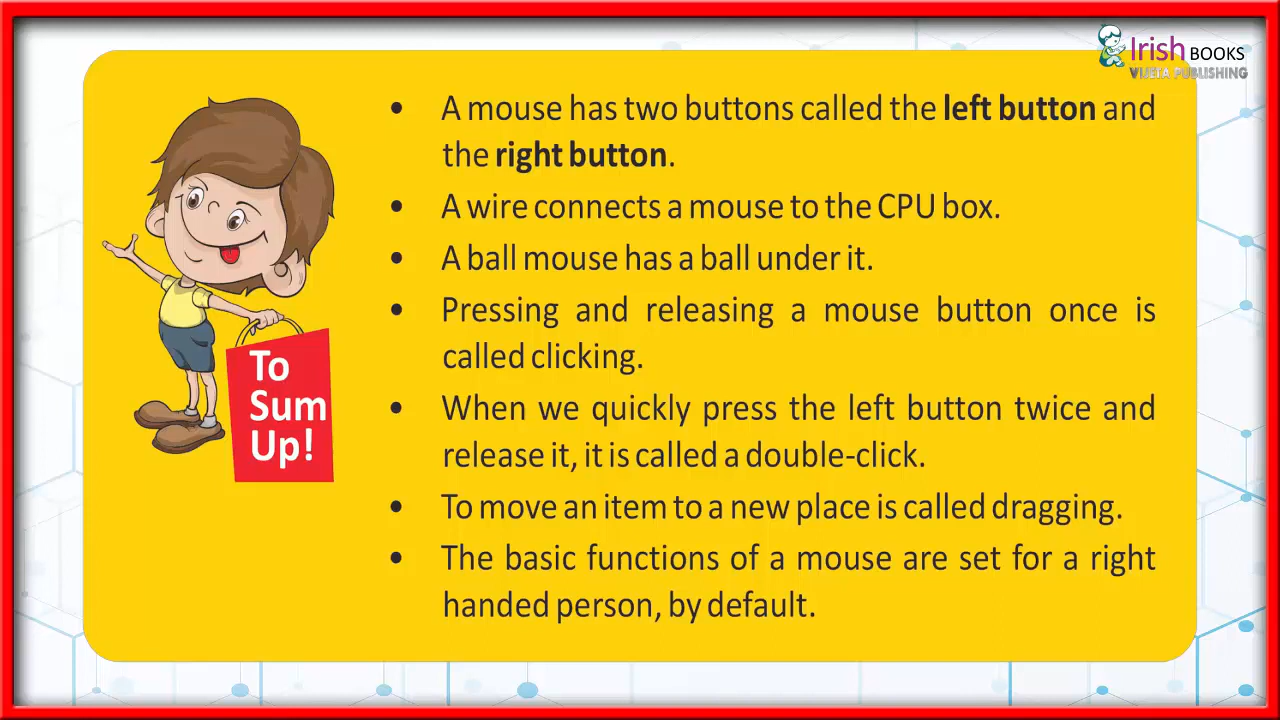 Irish BOOKS
VIJETA PUBLISHING
• A mouse has two buttons called the left button and
the right button.
• A wire connects a mouse to the CPU box.
• A ball mouse has a ball under it.
• Pressing and releasing a mouse button once is
called clicking.
• When we quickly press the left button twice and
release it, it is called a double-click.
• To move an item to a new place is called dragging.
• The basic functions of a mouse are set for a right
handed person, by default.
To
Sum
Up!